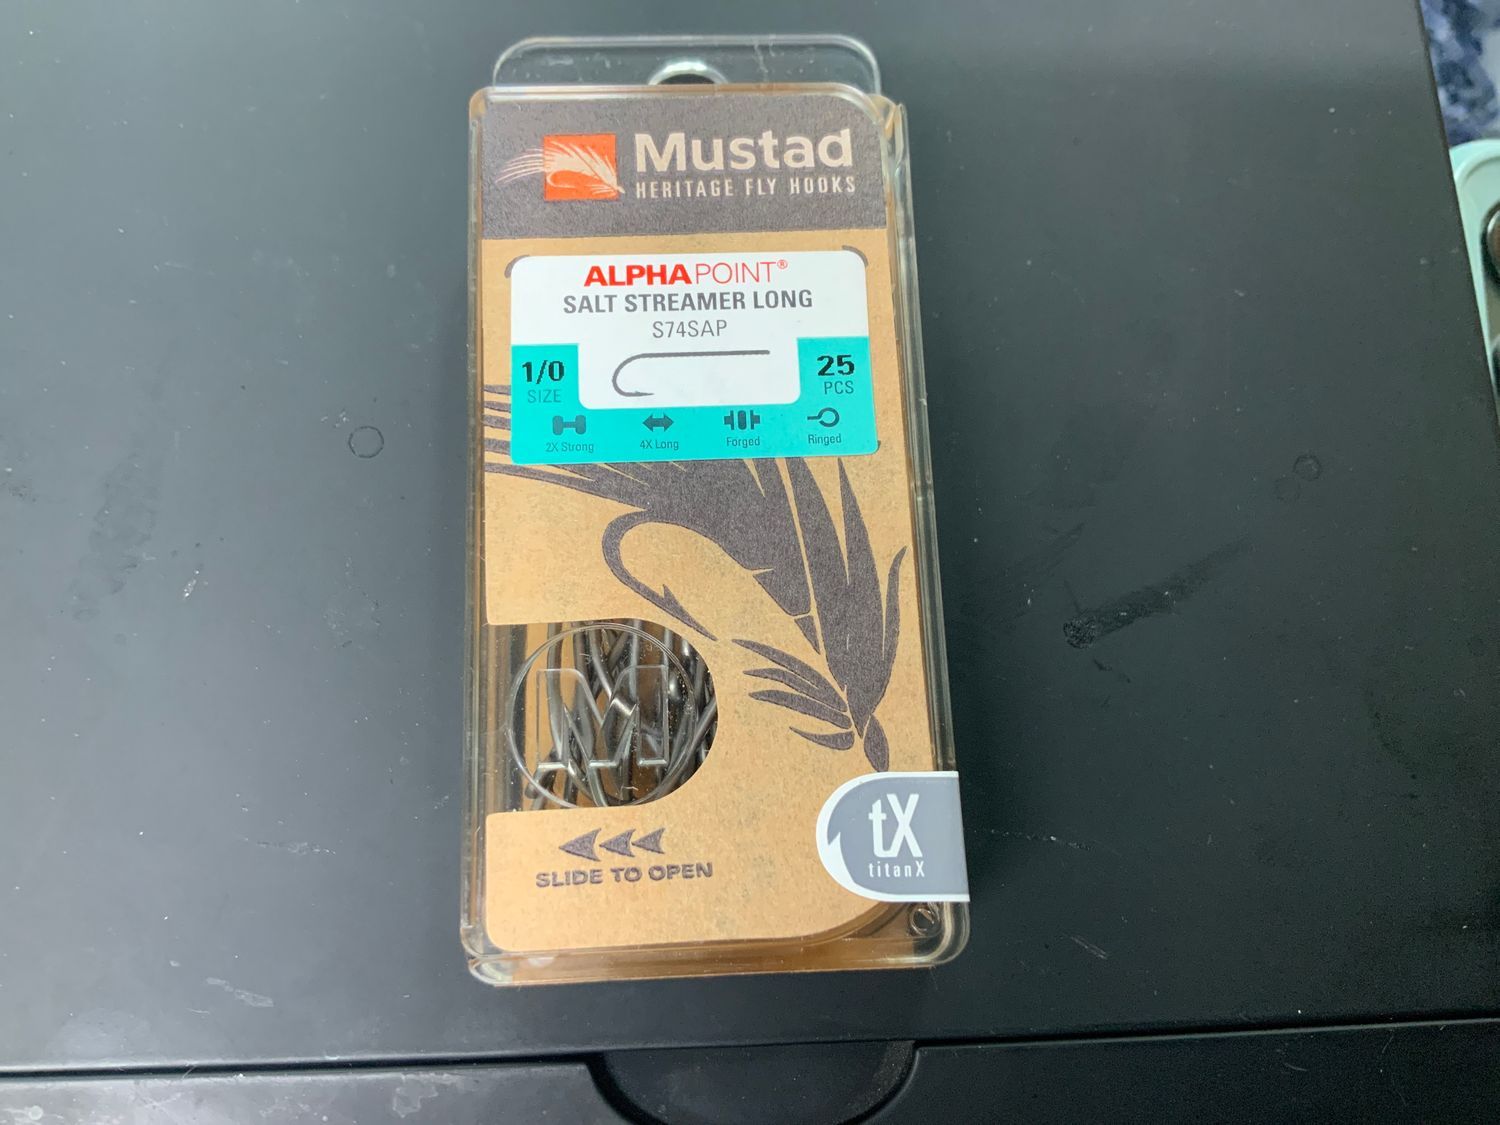 Mustad
HERITAGE FLY HOOKS
ALPHAPOINT®
SALT STREAMER LONG
S74SAP
1/0
SIZE
25
PCS
2X Strong
4X Long
Forged
Ringed
M
SLIDE TO OPEN
tX
titanX